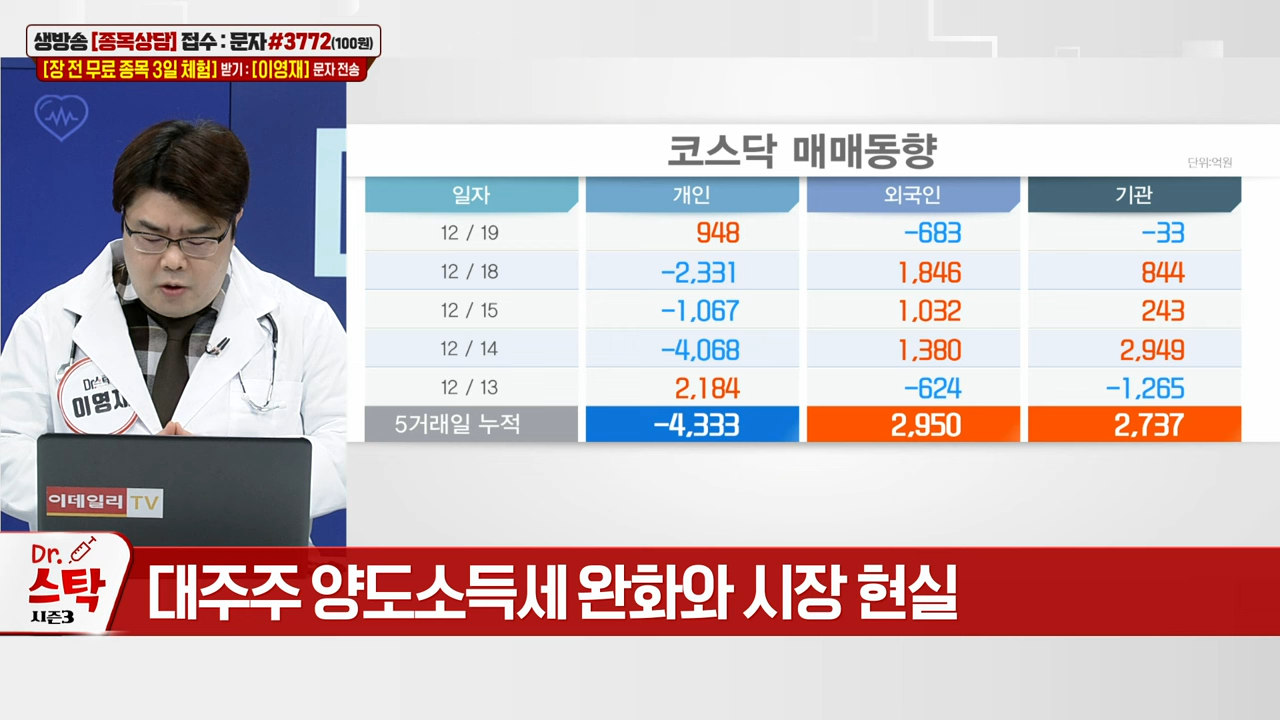 생방송 [종목상담] 접수 : 문자#3772(100원)
[장 전 무료 종목 3일 체험] 받기 : [이영재] 문자 전송
코스닥 매매동향
단위:억원
일자 개인 외국인 기관
12 / 19 948 -683 -33
12 / 18 -2,331 1,846 844
12 / 15 -1,067 1,032 243
12 / 14 -4,068 1,380 2,949
12 / 13 2,184 -624 -1,265
5거래일 누적 -4,333 2,950 2,737
Dr.스탁
이영재
이데일리 TV
Dr.
스탁
시즌3
대주주 양도소득세 완화와 시장 현실